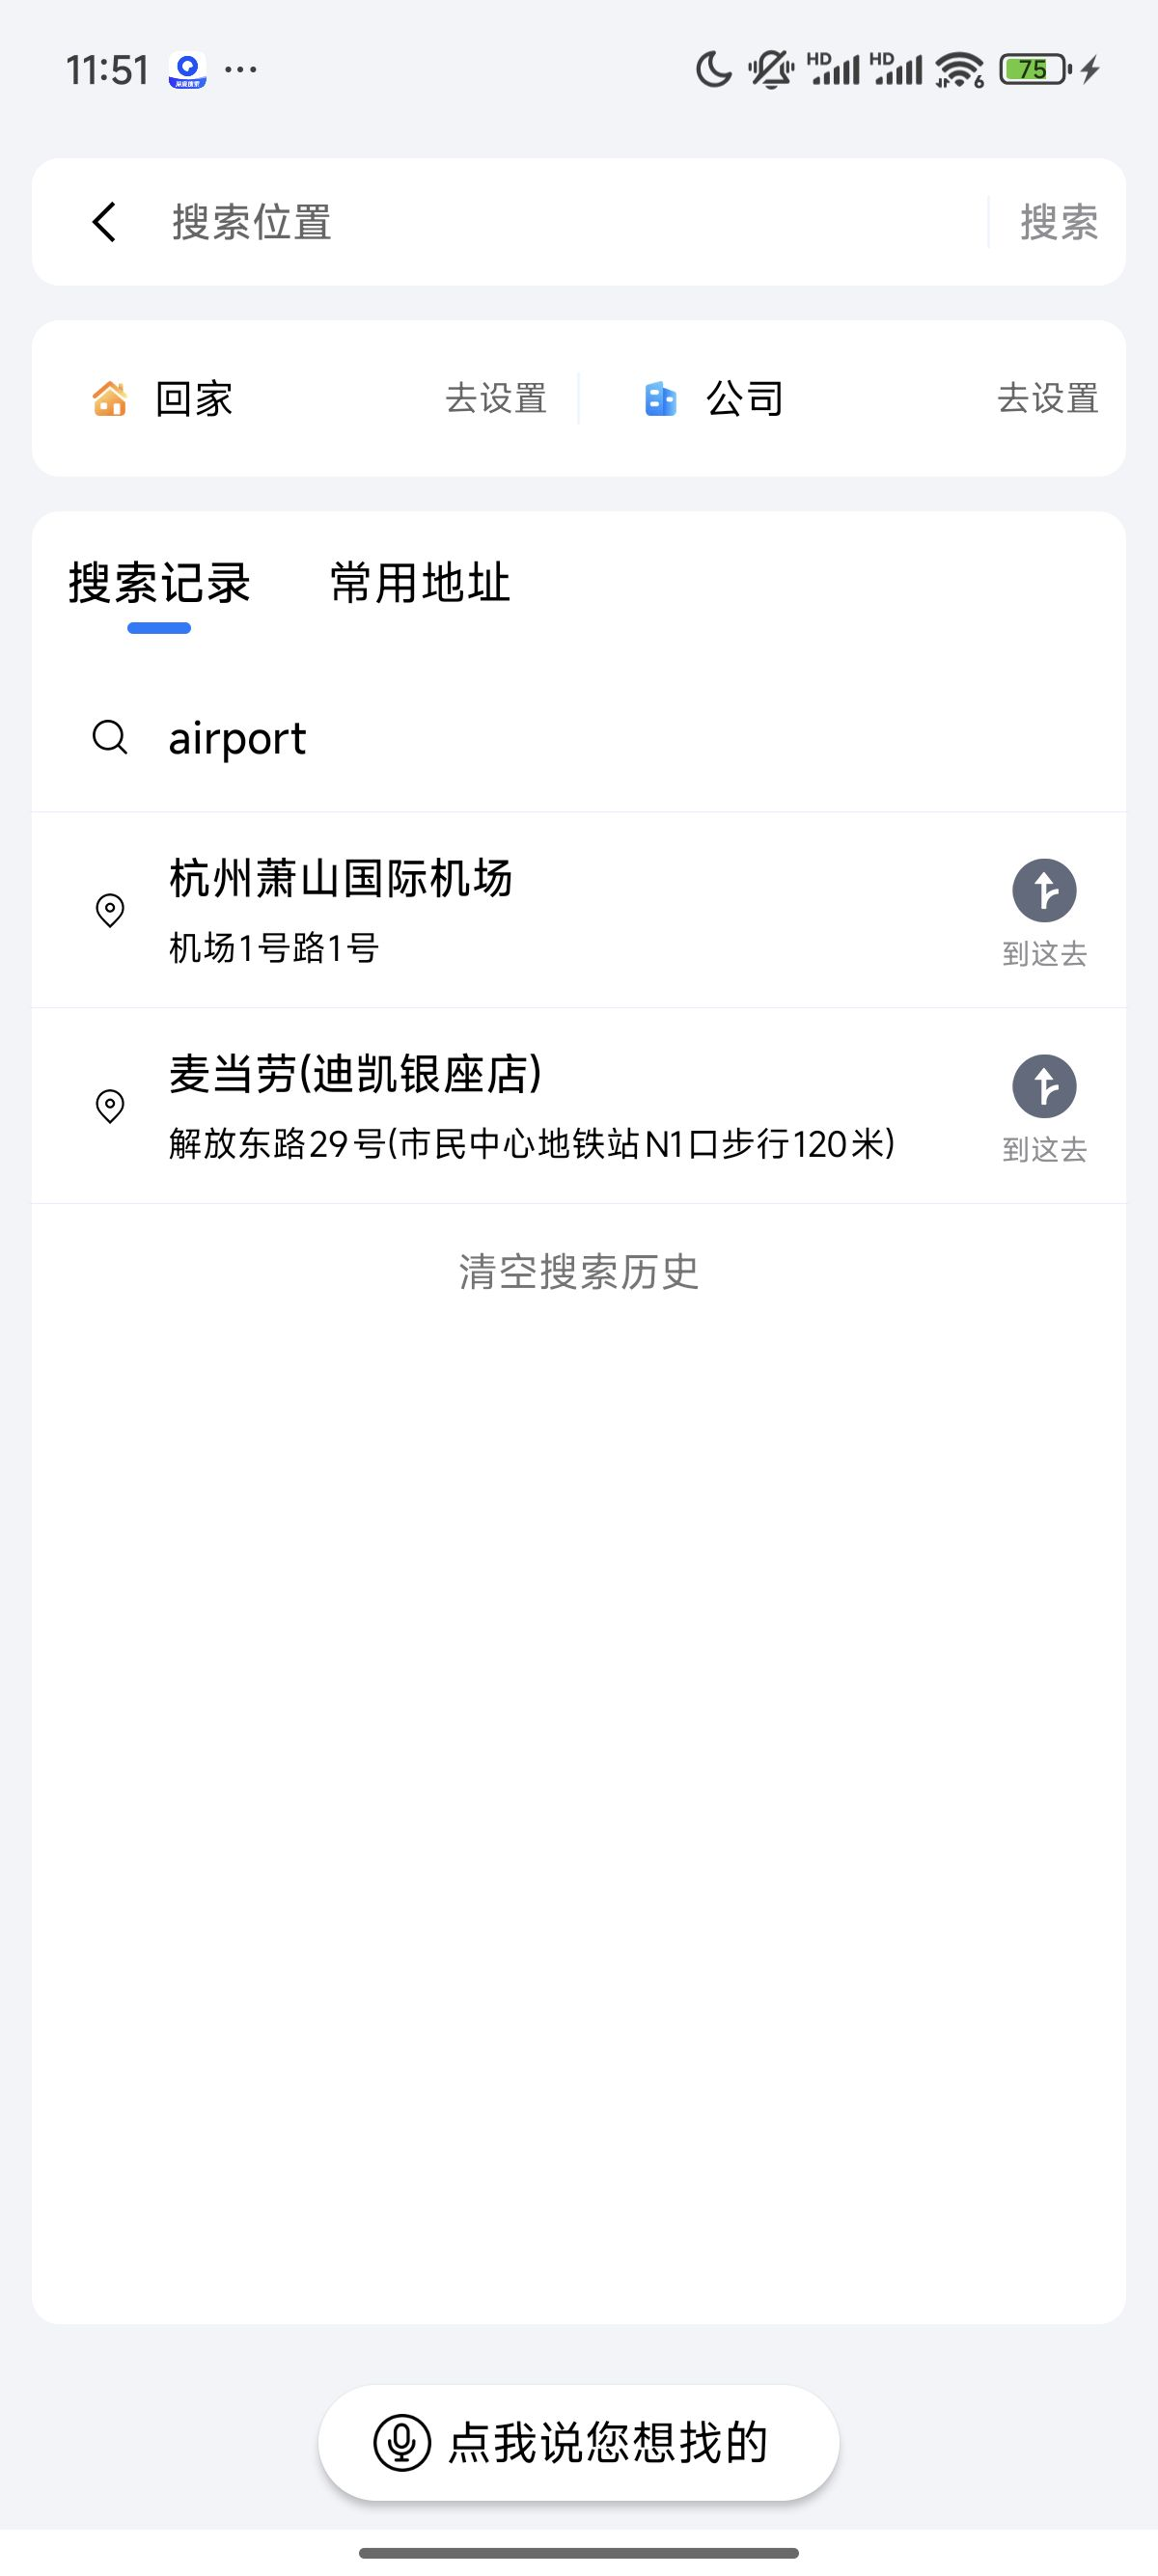 11:51
HD HD 6 75
搜索位置 搜索
回家 去设置 公司 去设置
搜索记录 常用地址
airport
杭州萧山国际机场
机场1号路1号
到这去
麦当劳(迪凯银座店)
解放东路29号(市民中心地铁站N1口步行120米)
到这去
清空搜索历史
点我说您想找的